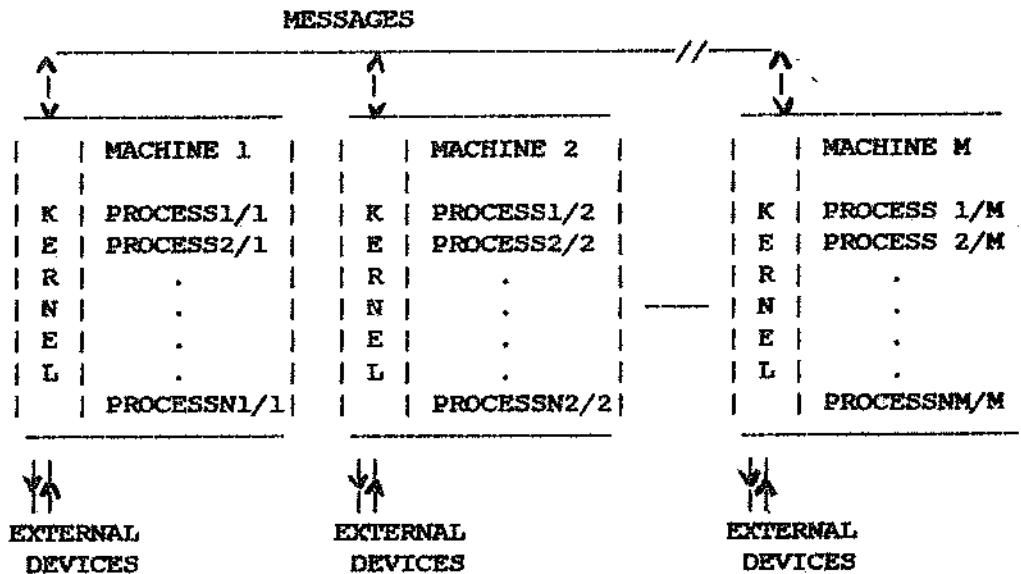 MESSAGES
MACHINE 1 MACHINE 2 MACHINE M
K PROCESS1/1 K PROCESS1/2 K PROCESS 1/M
E PROCESS2/1 E PROCESS2/2 E PROCESS 2/M
R . R . R .
N . N . N .
E . E . E .
L . L . L .
PROCESSN1/1 PROCESSN2/2 PROCESSNM/M
EXTERNAL EXTERNAL EXTERNAL
DEVICES DEVICES DEVICES